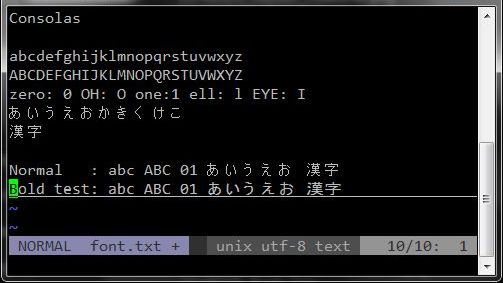 Consolas
abcdefghijklmnopqrstuvwxyz
ABCDEFGHIJKLMNOPQRSTUVWXYZ
zero: 0 OH: O one:1 ell: l EYE: I
あいうえおかきくけこ
漢字
Normal   : abc ABC 01 あいうえお 漢字
Bold test: abc ABC 01 あいうえお 漢字
~
~
NORMAL  font.txt +  unix utf-8 text  10/10:  1